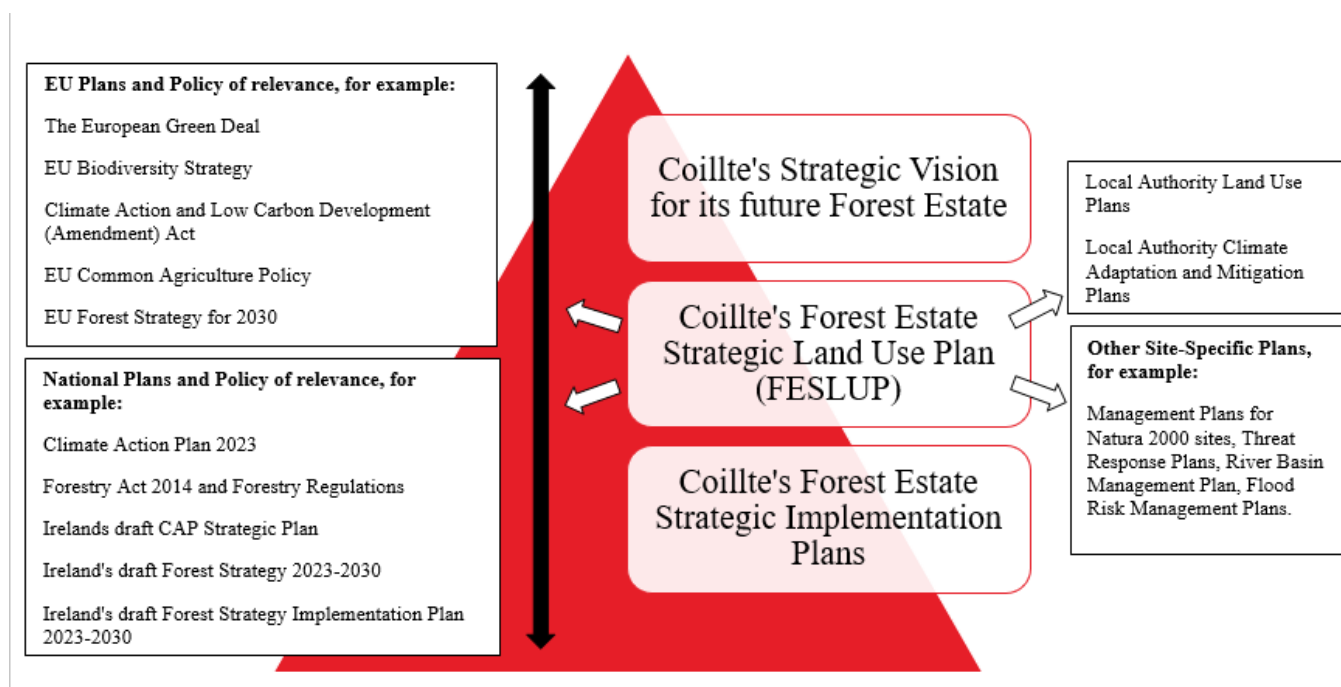 EU Plans and Policy of relevance, for example:
The European Green Deal
EU Biodiversity Strategy
Climate Action and Low Carbon Development
(Amendment) Act
EU Common Agriculture Policy
EU Forest Strategy for 2030
National Plans and Policy of relevance, for
example:
Climate Action Plan 2023
Forestry Act 2014 and Forestry Regulations
Irelands draft CAP Strategic Plan
Ireland's draft Forest Strategy 2023-2030
Ireland's draft Forest Strategy Implementation Plan
2023-2030
Coillte's Strategic Vision
for its future Forest Estate
Coillte's Forest Estate
Strategic Land Use Plan
(FESLUP)
Coillte's Forest Estate
Strategic Implementation
Plans
Local Authority Land Use
Plans
Local Authority Climate
Adaptation and Mitigation
Plans
Other Site-Specific Plans,
for example:
Management Plans for
Natura 2000 sites, Threat
Response Plans, River Basin
Management Plan, Flood
Risk Management Plans.